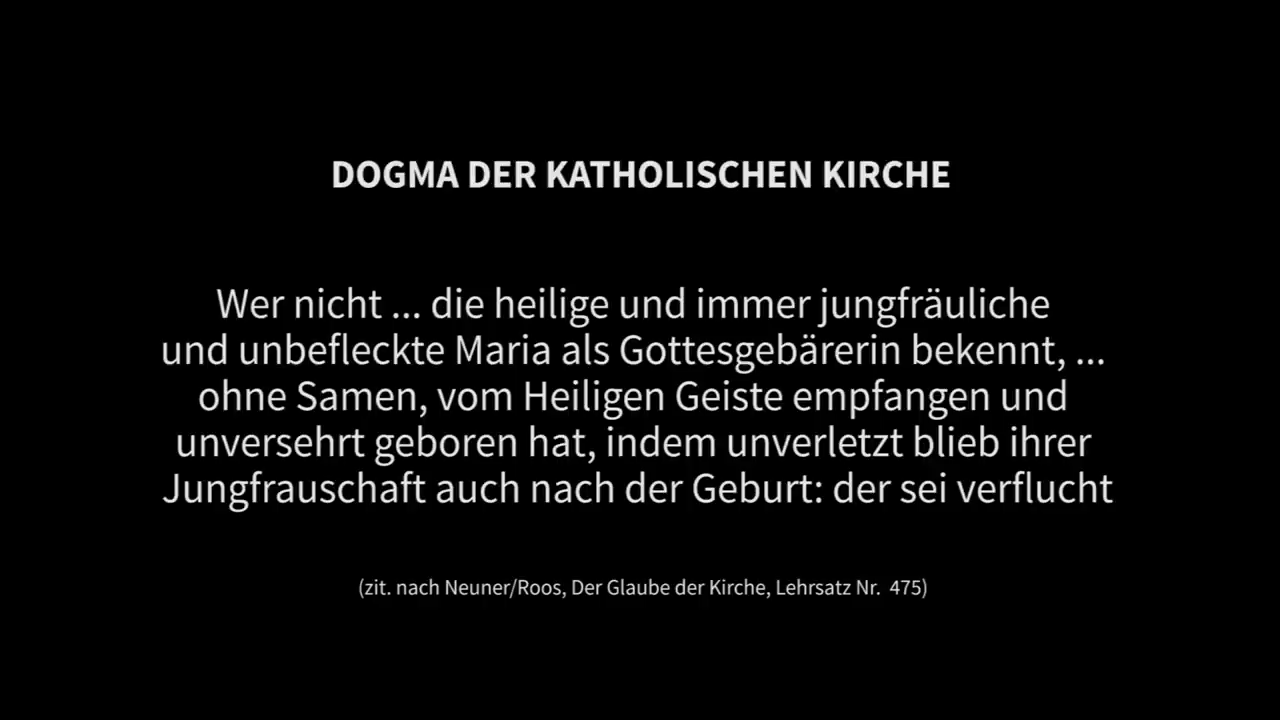 DOGMA DER KATHOLISCHEN KIRCHE
Wer nicht ... die heilige und immer jungfräuliche
und unbefleckte Maria als Gottesgebärerin bekennt, ...
ohne Samen, vom Heiligen Geiste empfangen und
unversehrt geboren hat, indem unverletzt blieb ihrer
Jungfrauschaft auch nach der Geburt: der sei verflucht
(zit. nach Neuner/Roos, Der Glaube der Kirche, Lehrsatz Nr. 475)